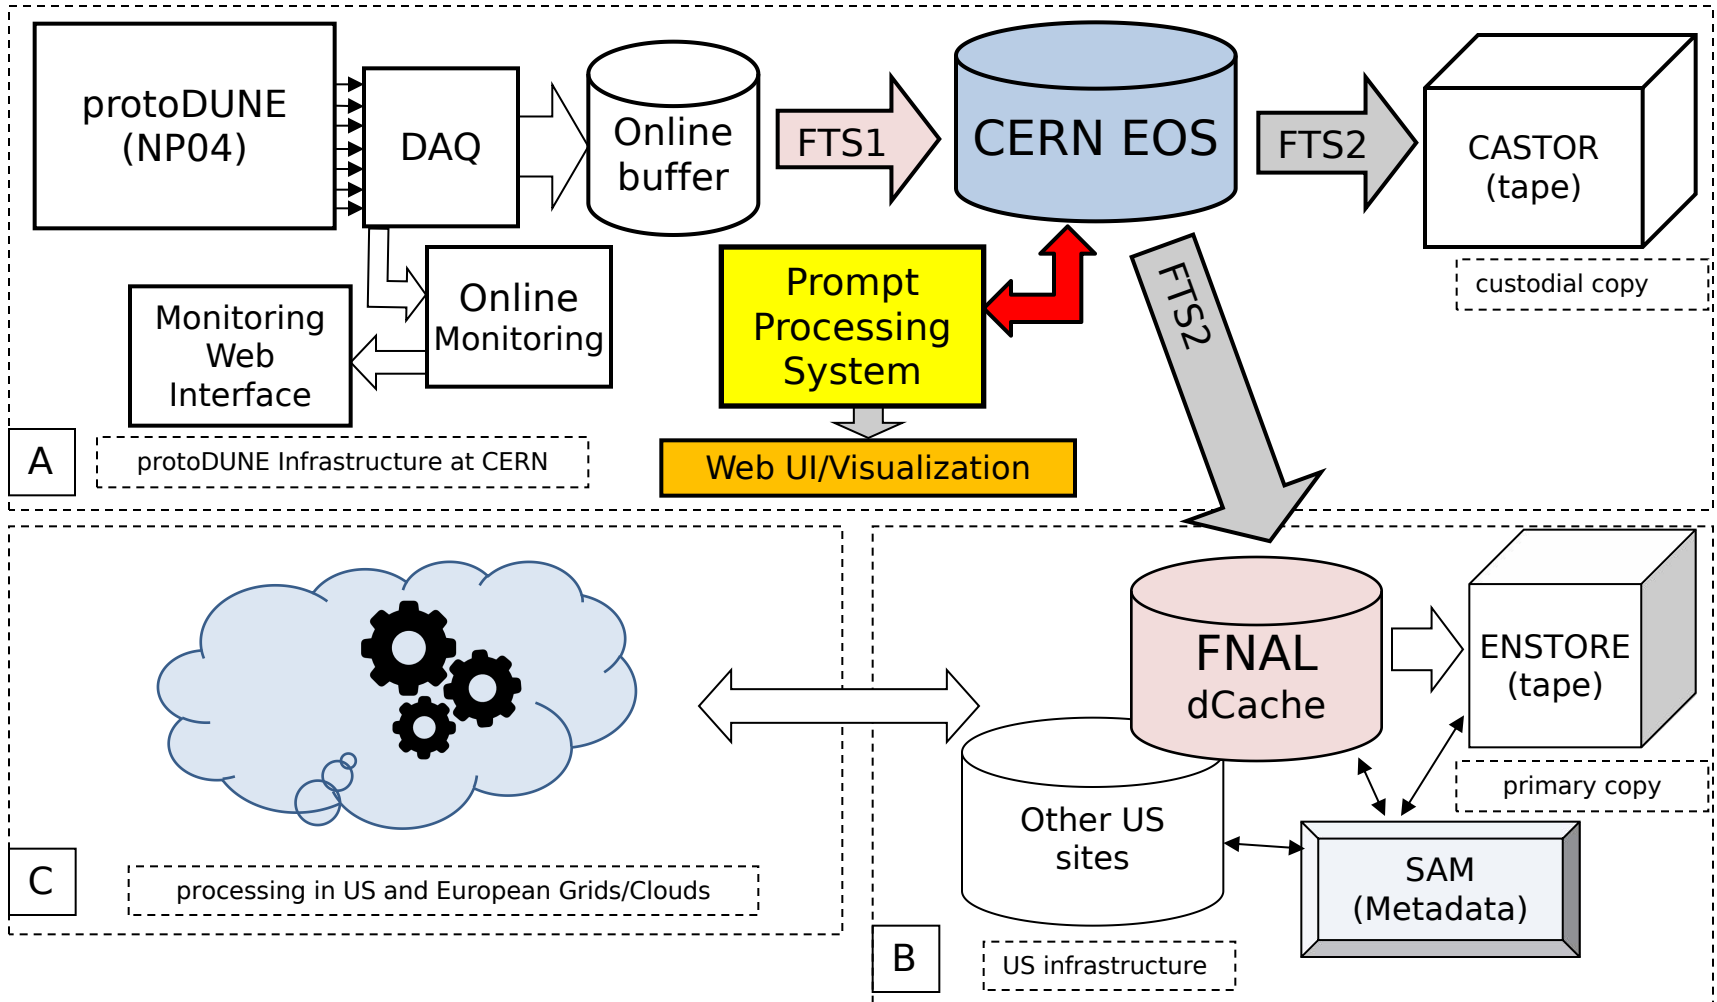 protoDUNE
(NP04)
DAQ
Online
buffer
FTS1
CERN EOS
FTS2
CASTOR
(tape)
custodial copy
Online
Monitoring
Monitoring
Web
Interface
Prompt
Processing
System
FTS2
Web UI/Visualization
A
protoDUNE Infrastructure at CERN
FNAL
dCache
ENSTORE
(tape)
primary copy
Other US
sites
SAM
(Metadata)
B
US infrastructure
C
processing in US and European Grids/Clouds